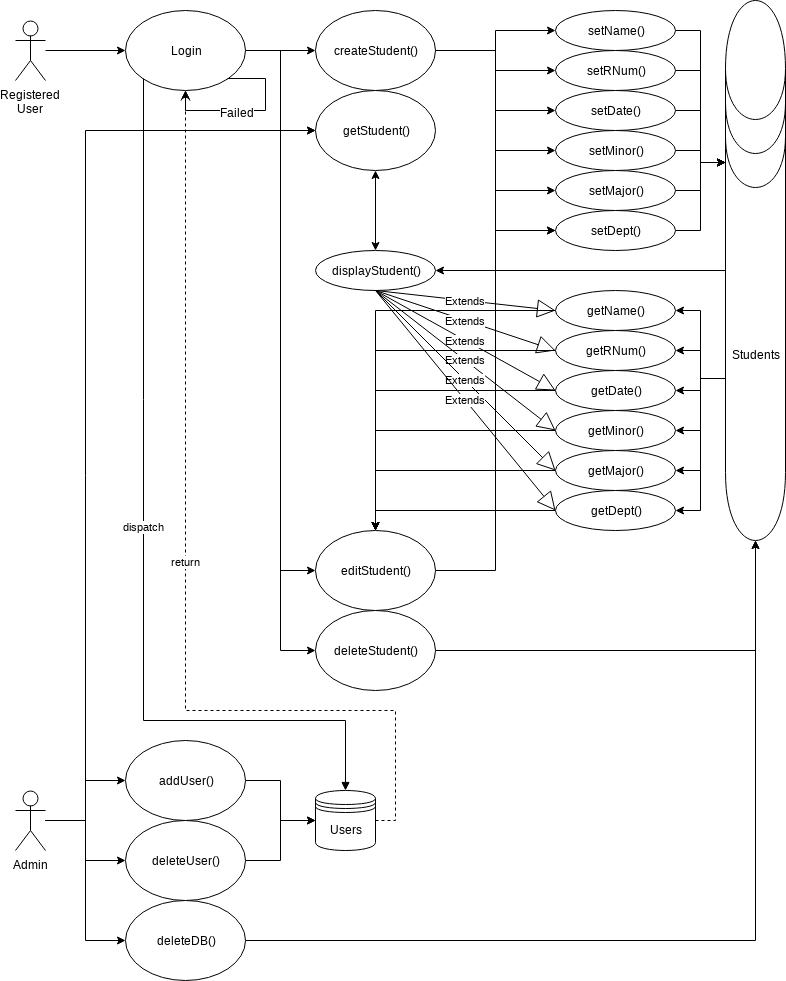 Login
createStudent()
setName()
setRNum()
setDate()
setMinor()
setMajor()
setDept()
Registered
User
Failed
getStudent()
displayStudent()
Extends
Extends
Extends
Extends
Extends
Extends
getName()
getRNum()
getDate()
getMinor()
getMajor()
getDept()
Students
dispatch
return
editStudent()
deleteStudent()
addUser()
Users
deleteUser()
Admin
deleteDB()